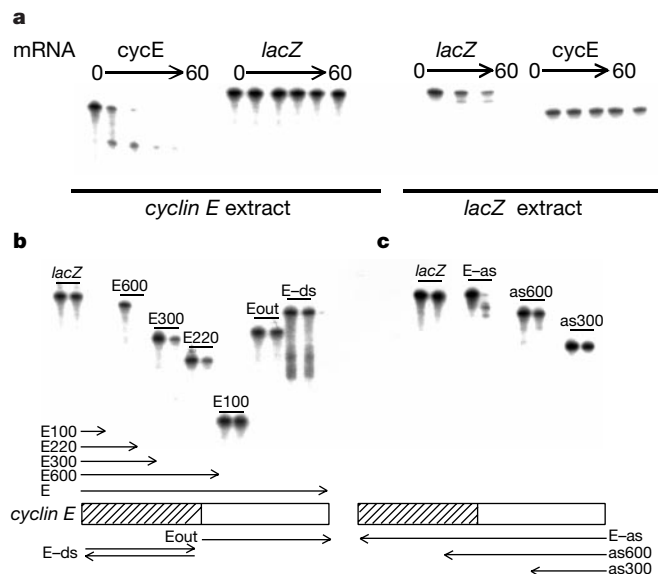 a
mRNA cycE lacZ lacZ cycE
0 60 0 60 0 60 0 60
cyclin E extract lacZ extract
b c
lacZ E600 E300 E220 E100 Eout E–ds
lacZ E–as as600 as300
E100
E220
E300
E600
E
cyclin E
Eout E–as
E–ds as600
as300